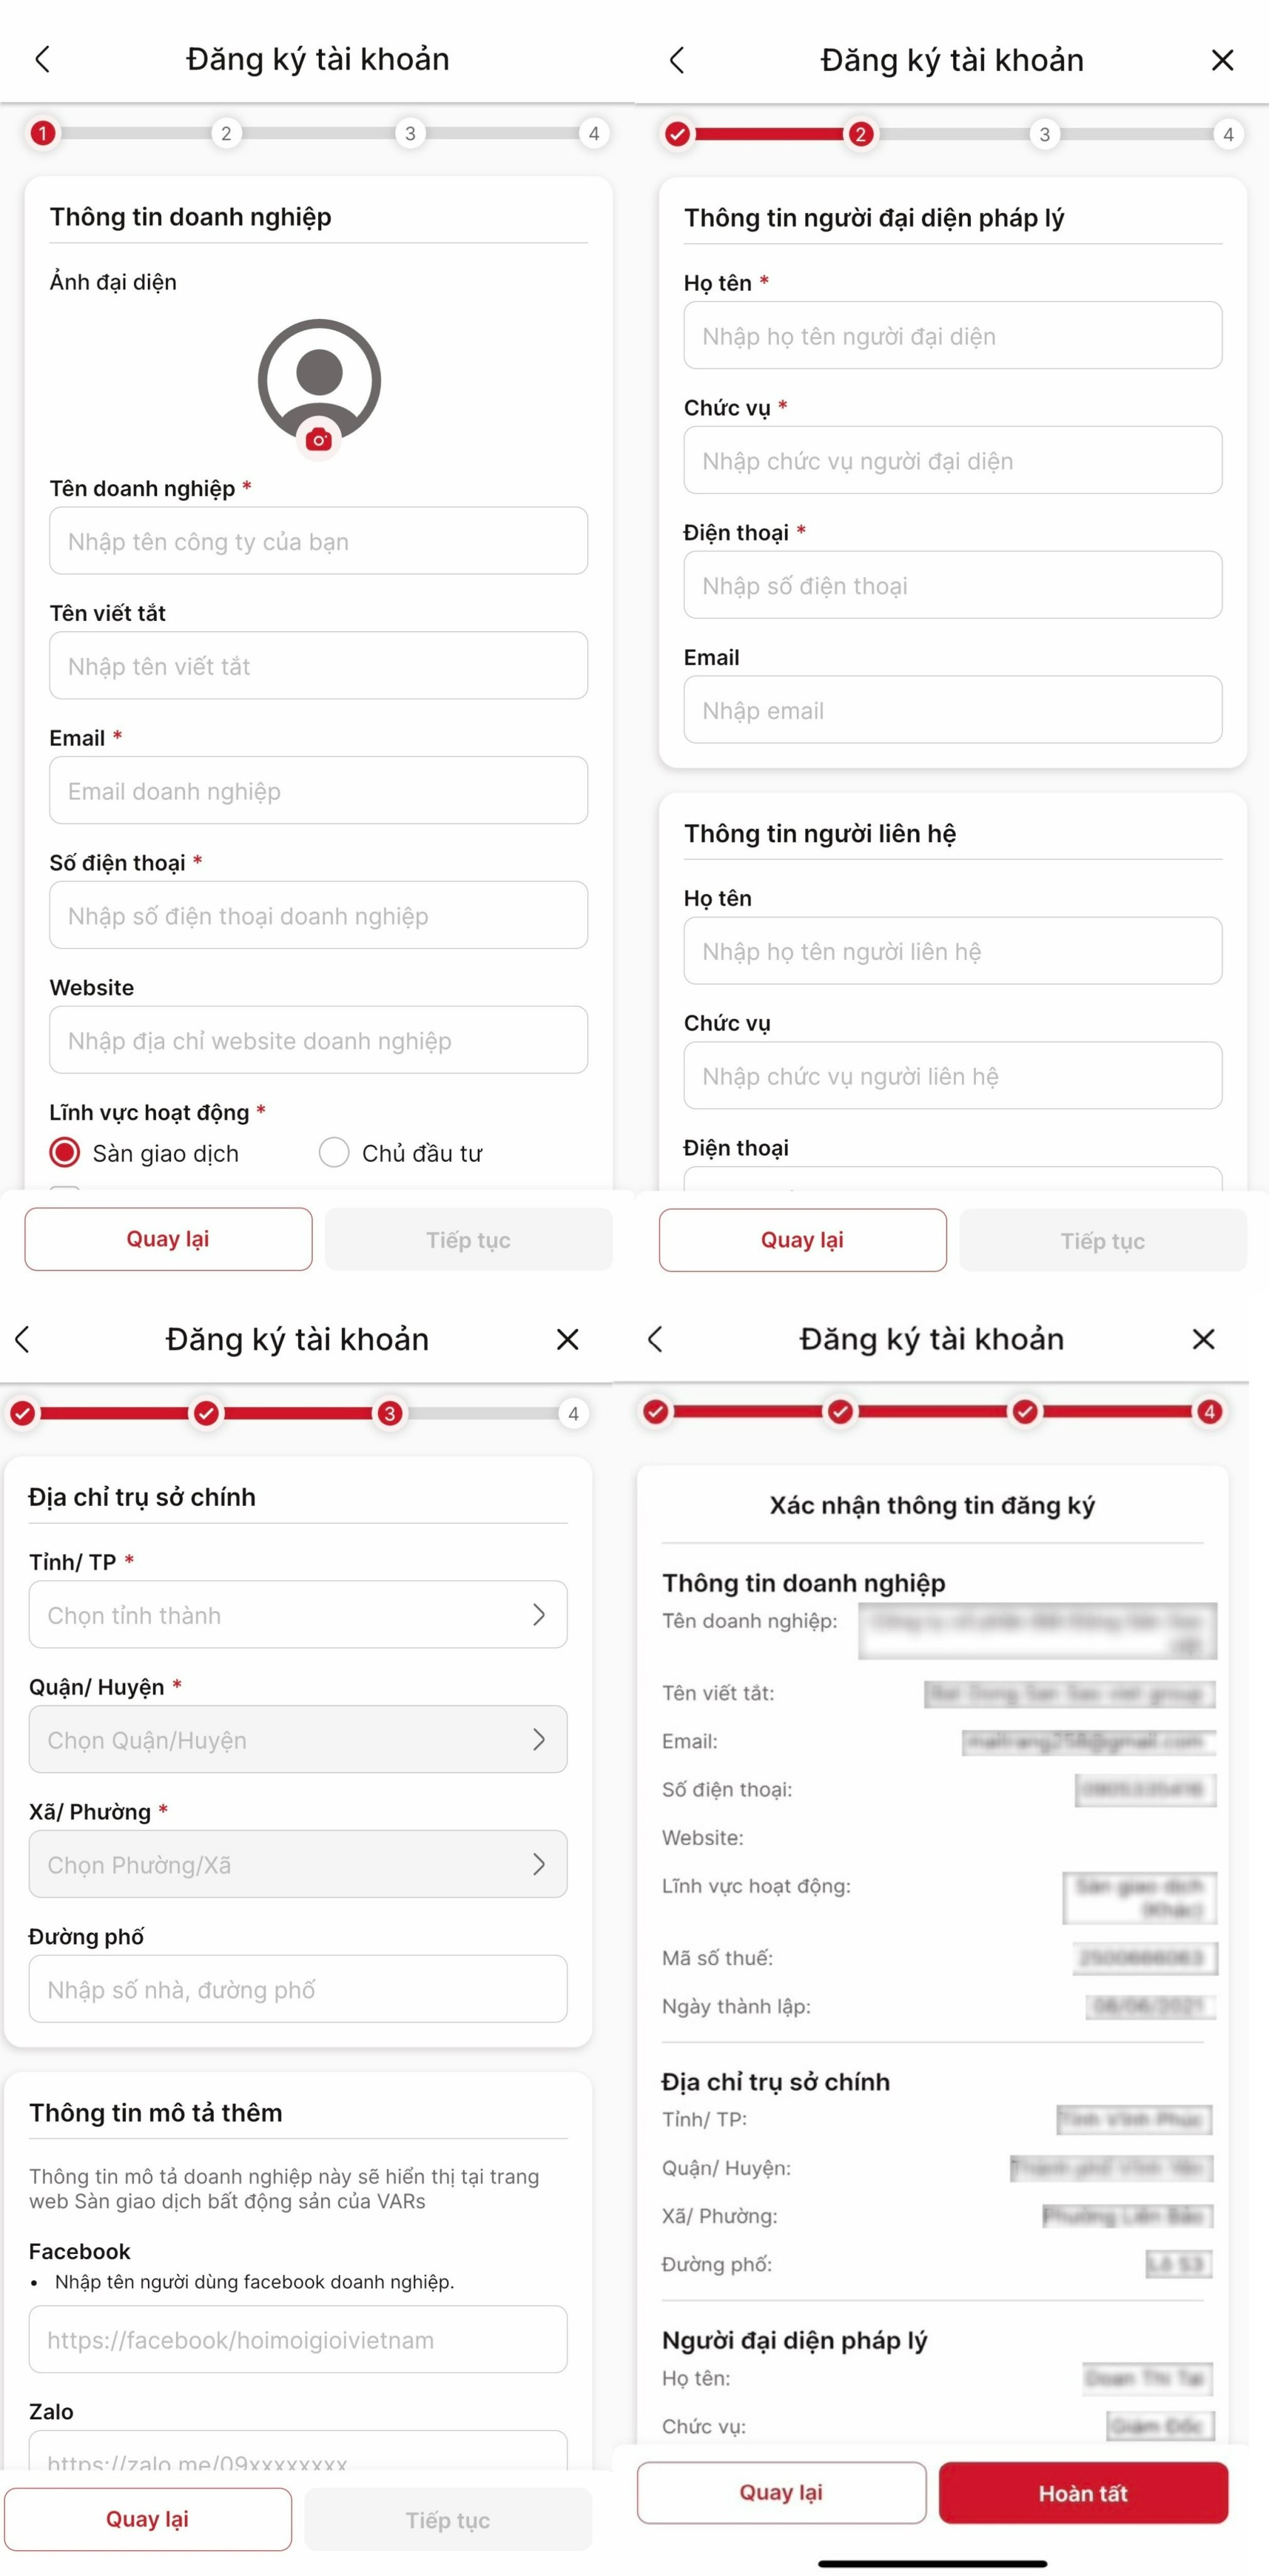 Đăng ký tài khoản
1
2
3
4
Thông tin doanh nghiệp
Ảnh đại diện
Tên doanh nghiệp *
Nhập tên công ty của bạn
Tên viết tắt
Nhập tên viết tắt
Email *
Email doanh nghiệp
Số điện thoại *
Nhập số điện thoại doanh nghiệp
Website
Nhập địa chỉ website doanh nghiệp
Lĩnh vực hoạt động *
Sàn giao dịch
Chủ đầu tư
Quay lại
Tiếp tục
Đăng ký tài khoản
2
3
4
Thông tin người đại diện pháp lý
Họ tên *
Nhập họ tên người đại diện
Chức vụ *
Nhập chức vụ người đại diện
Điện thoại *
Nhập số điện thoại
Email
Nhập email
Thông tin người liên hệ
Họ tên
Nhập họ tên người liên hệ
Chức vụ
Nhập chức vụ người liên hệ
Điện thoại
Quay lại
Tiếp tục
Đăng ký tài khoản
3
4
Địa chỉ trụ sở chính
Tỉnh/ TP *
Chọn tỉnh thành
Quận/ Huyện *
Chọn Quận/Huyện
Xã/ Phường *
Chọn Phường/Xã
Đường phố
Nhập số nhà, đường phố
Thông tin mô tả thêm
Thông tin mô tả doanh nghiệp này sẽ hiển thị tại trang
web Sàn giao dịch bất động sản của VARs
Facebook
• Nhập tên người dùng facebook doanh nghiệp.
https://facebook/hoimoigioivietnam
Zalo
https://zalo.me/09xxxxxxxx
Quay lại
Tiếp tục
Đăng ký tài khoản
4
Xác nhận thông tin đăng ký
Thông tin doanh nghiệp
Tên doanh nghiệp:
Tên viết tắt:
Email:
Số điện thoại:
Website:
Lĩnh vực hoạt động:
Mã số thuế:
Ngày thành lập:
Địa chỉ trụ sở chính
Tỉnh/ TP:
Quận/ Huyện:
Xã/ Phường:
Đường phố:
Người đại diện pháp lý
Họ tên:
Chức vụ:
Quay lại
Hoàn tất